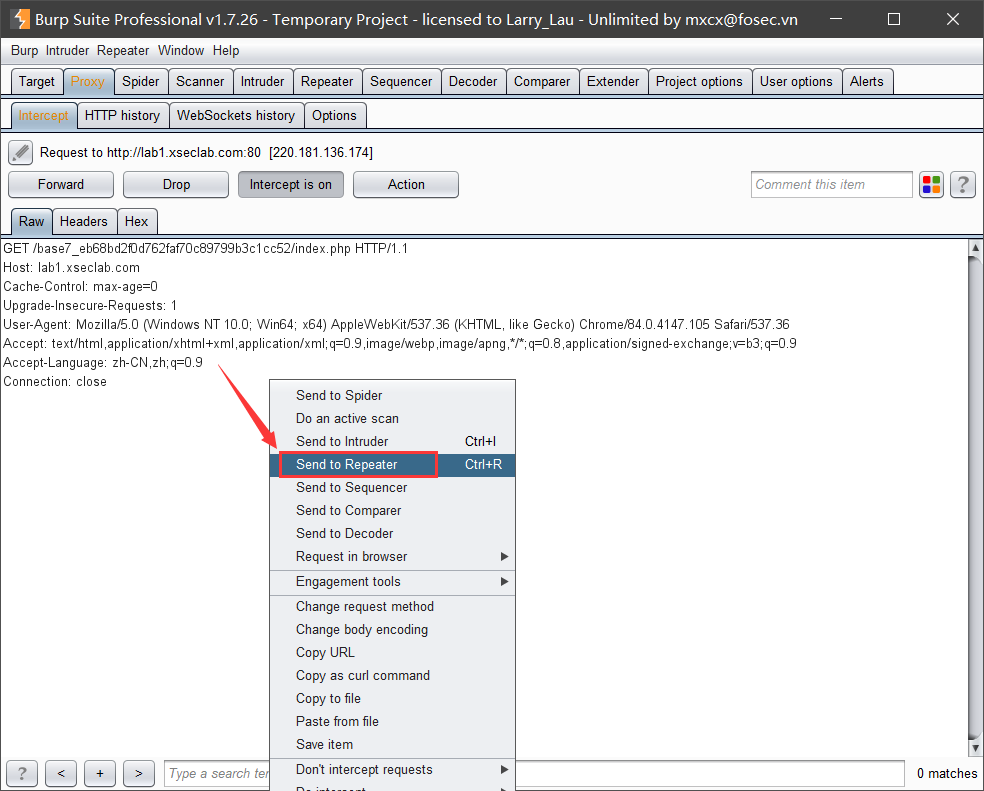 Burp Suite Professional v1.7.26 - Temporary Project - licensed to Larry_Lau - Unlimited by mxcx@fosec.vn
Burp Intruder Repeater Window Help
Target Proxy Spider Scanner Intruder Repeater Sequencer Decoder Comparer Extender Project options User options Alerts
Intercept HTTP history WebSockets history Options
Request to http://lab1.xseclab.com:80 [220.181.136.174]
Forward Drop Intercept is on Action Comment this item ?
Raw Headers Hex
GET /base7_eb68bd2f0d762faf70c89799b3c1cc52/index.php HTTP/1.1
Host: lab1.xseclab.com
Cache-Control: max-age=0
Upgrade-Insecure-Requests: 1
User-Agent: Mozilla/5.0 (Windows NT 10.0; Win64; x64) AppleWebKit/537.36 (KHTML, like Gecko) Chrome/84.0.4147.105 Safari/537.36
Accept: text/html,application/xhtml+xml,application/xml;q=0.9,image/webp,image/apng,*/*;q=0.8,application/signed-exchange;v=b3;q=0.9
Accept-Language: zh-CN,zh;q=0.9
Connection: close
Send to Spider
Do an active scan
Send to Intruder Ctrl+I
Send to Repeater Ctrl+R
Send to Sequencer
Send to Comparer
Send to Decoder
Request in browser
Engagement tools
Change request method
Change body encoding
Copy URL
Copy as curl command
Copy to file
Paste from file
Save item
Don't intercept requests
? < + > Type a search 0 matches